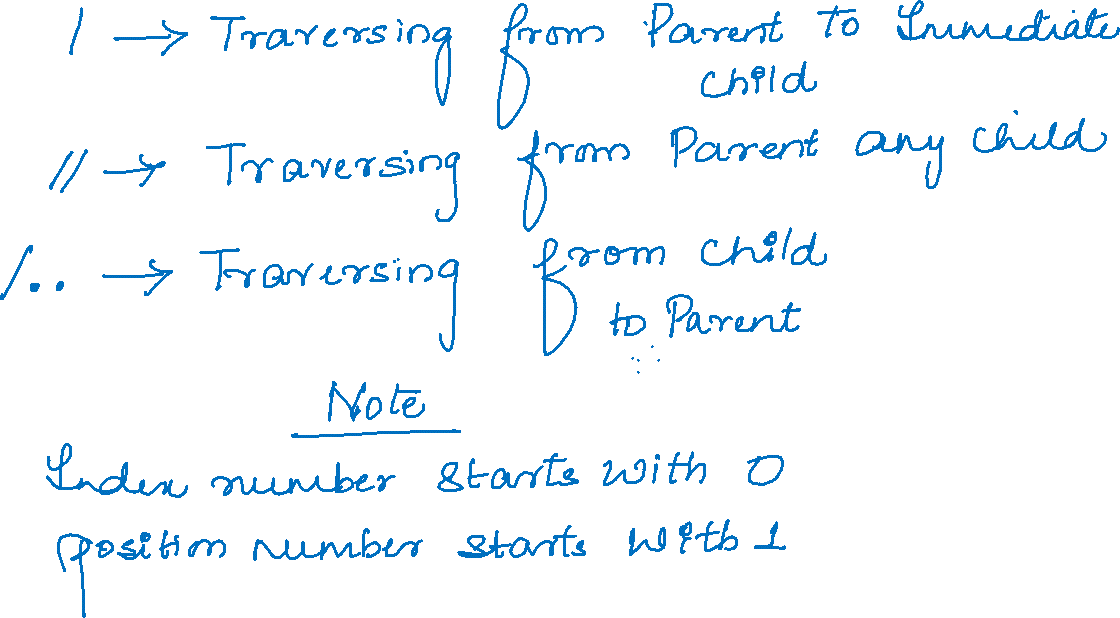 / → Traversing from Parent to Immediate
child
// → Traversing from Parent any child
/.. → Traversing from child
to Parent
Note
Index number starts with 0
position number starts with 1